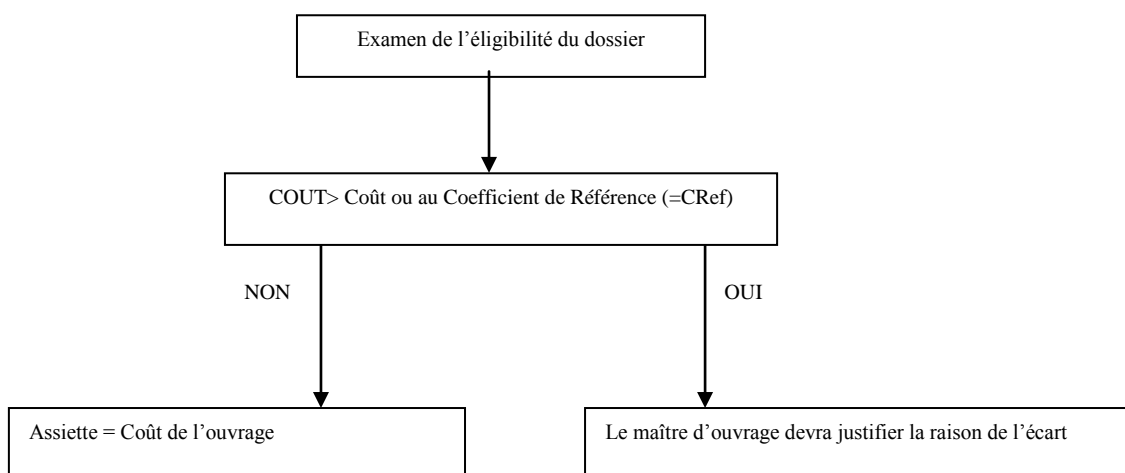 Examen de l’éligibilité du dossier
COUT> Coût ou au Coefficient de Référence (=CRef)
NON
OUI
Assiette = Coût de l’ouvrage
Le maître d’ouvrage devra justifier la raison de l’écart